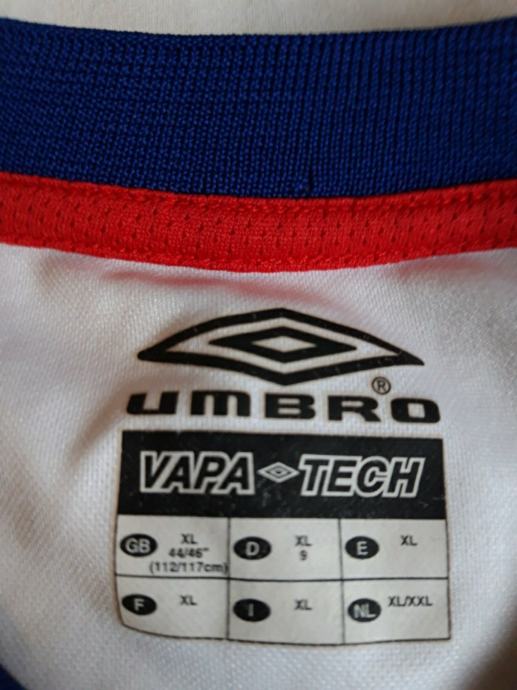 UMBRO®
VAPA TECH
GB XL 44/46" (112/117cm)
D XL 9
E XL
F XL
I XL
NL XL/XXL